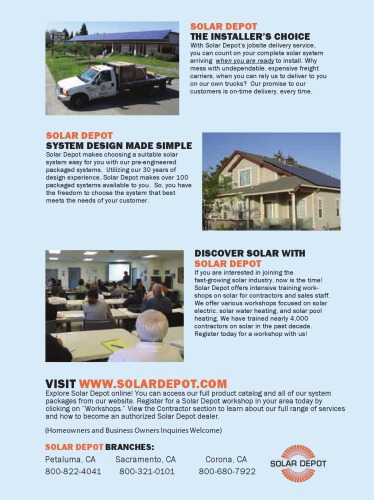 SOLAR DEPOT
THE INSTALLER'S CHOICE
With Solar Depot's jobsite delivery service,
you can count on your complete solar system
arriving when you are ready to install. Why
mess with undependable, expensive freight
carriers, when you can rely us to deliver to you
on our own trucks? Our promise to our
customers is on-time delivery, every time.
SOLAR DEPOT
SYSTEM DESIGN MADE SIMPLE
Solar Depot makes choosing a suitable solar
system easy for you with our pre-engineered
packaged systems. Utilizing our 30 years of
design experience, Solar Depot makes over 100
packaged systems available to you. So, you have
the freedom to choose the system that best
meets the needs of your customer.
DISCOVER SOLAR WITH
SOLAR DEPOT
If you are interested in joining the
fast-growing solar industry, now is the time!
Solar Depot offers intensive training work-
shops on solar for contractors and sales staff.
We offer various workshops focused on solar
electric, solar water heating, and solar pool
heating. We have trained nearly 4,000
contractors on solar in the past decade.
Register today for a workshop with us!
VISIT WWW.SOLARDEPOT.COM
Explore Solar Depot online! You can access our full product catalog and all of our system
packages from our website. Register for a Solar Depot workshop in your area today by
clicking on "Workshops." View the Contractor section to learn about our full range of services
and how to become an authorized Solar Depot dealer.
(Homeowners and Business Owners Inquiries Welcome)
SOLAR DEPOT BRANCHES:
Petaluma, CA Sacramento, CA Corona, CA
800-822-4041 800-321-0101 800-680-7922
SOLAR DEPOT